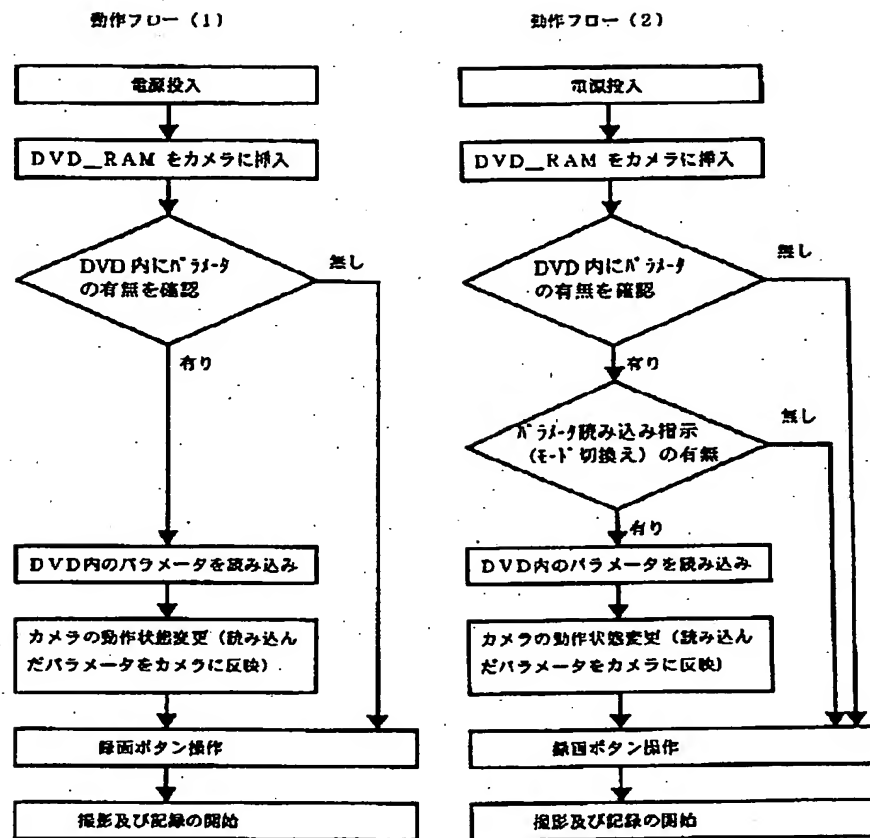 動作フロー（1）
電源投入
DVD__RAM をカメラに挿入
DVD 内にパラメータ
の有無を確認
無し
有り
DVD内のパラメータを読み込み
カメラの動作状態変更（読み込ん
だパラメータをカメラに反映）
録画ボタン操作
撮影及び記録の開始
動作フロー（2）
電源投入
DVD__RAM をカメラに挿入
DVD 内にパラメータ
の有無を確認
無し
有り
パラメータ読み込み指示
（モード切換え）の有無
無し
有り
DVD内のパラメータを読み込み
カメラの動作状態変更（読み込ん
だパラメータをカメラに反映）
録画ボタン操作
撮影及び記録の開始